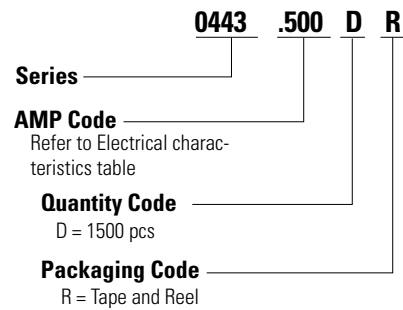 0443 .500 D R
Series
AMP Code
Refer to Electrical charac-
teristics table
Quantity Code
D = 1500 pcs
Packaging Code
R = Tape and Reel